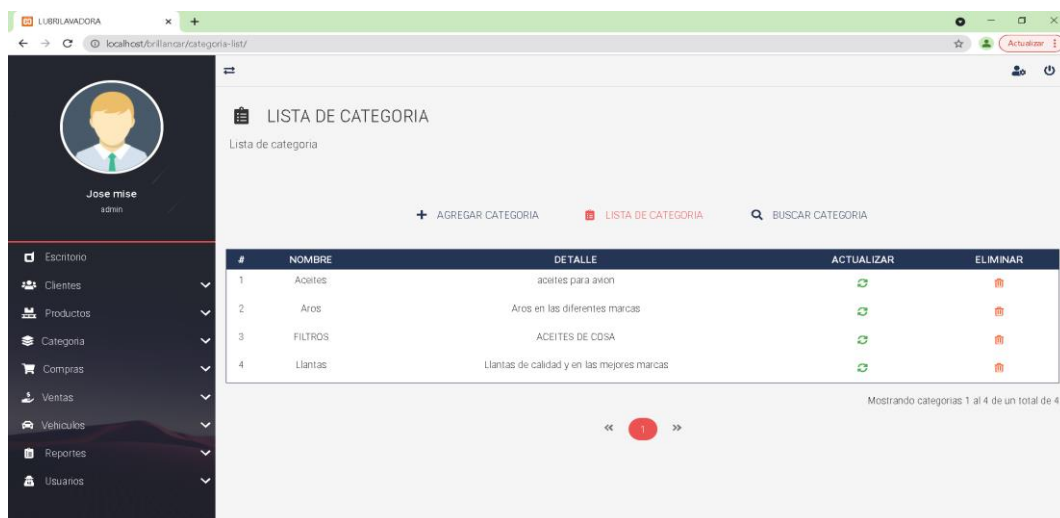 LUBRILAVADORA
localhost/brillancar/categoria-list/
Actualizar
LISTA DE CATEGORIA
Lista de categoria
Jose mise
admin
AGREGAR CATEGORIA LISTA DE CATEGORIA BUSCAR CATEGORIA
Escritorio
Clientes
Productos
Categoria
Compras
Ventas
Vehiculos
Reportes
Usuarios
# NOMBRE DETALLE ACTUALIZAR ELIMINAR
1 Aceites aceites para avion
2 Aros Aros en las diferentes marcas
3 FILTROS ACEITES DE COSA
4 Llantas Llantas de calidad y en las mejores marcas
Mostrando categorias 1 al 4 de un total de 4
« 1 »